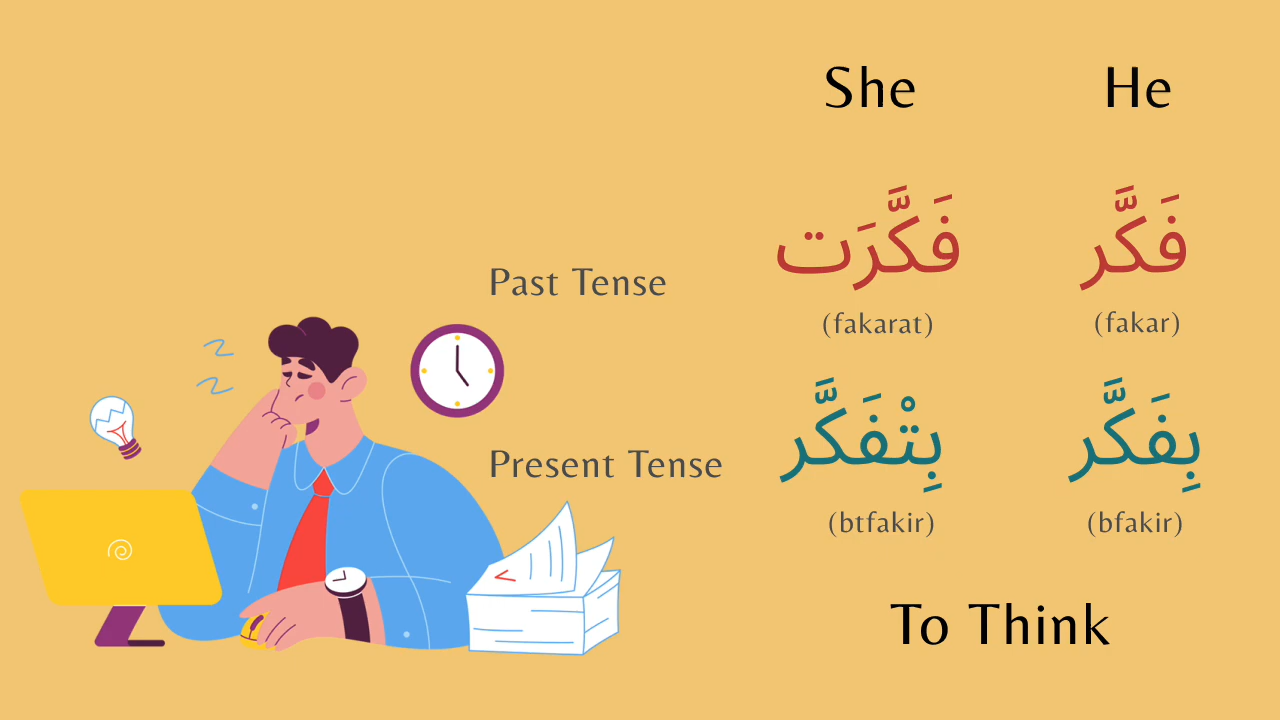 She He
Past Tense فَكَّرَت فَكَّر
(fakarat) (fakar)
Present Tense بِتْفَكَّر بِفَكَّر
(btfakir) (bfakir)
To Think